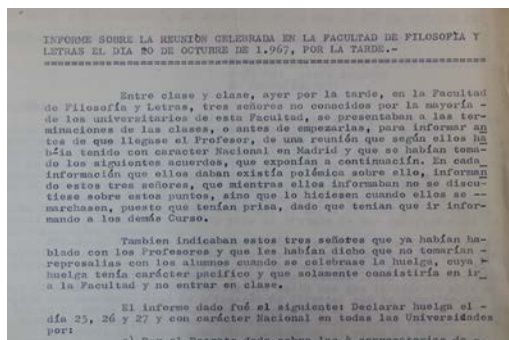 INFORME SOBRE LA REUNIÓN CELEBRADA EN LA FACULTAD DE FILOSOFÍA Y
LETRAS EL DIA 20 DE OCTUBRE DE 1.967, POR LA TARDE.-
Entre clase y clase, ayer por la tarde, en la Facultad
de Filosofía y Letras, tres señores no conocidos por la mayoría -
de los universitarios de esta Facultad, se presentaban a las ter-
minaciones de las clases, o antes de empezarlas, para informar an
tes de que llegase el Profesor, de una reunión que según ellos ha
bía tenido con caracter Nacional en Madrid y que se habían toma-
do los siguientes acuerdos, que exponían a continuación. En cada
información que ellos daban existía polémica sobre ello, informan
do estos tres señores, que mientras ellos informaban no se discu-
tiese sobre estos puntos, sino que lo hiciesen cuando ellos se --
marchasen, puesto que tenían prisa, dado que tenian que ir infor-
mando a los demás Curso.
Tambien indicaban estos tres señores que ya habían ha-
blado con los Profesores y que les habían dicho que no tomarían -
represalias con los alumnos cuando se celebrase la huelga, cuya -
huelga tenía carácter pacífico y que solamente consistiría en ir
a la Facultad y no entrar en clase.
El informe dado fué el siguiente: Declarar huelga el -
día 25, 26 y 27 y con carácter Nacional en todas las Universidades
por: